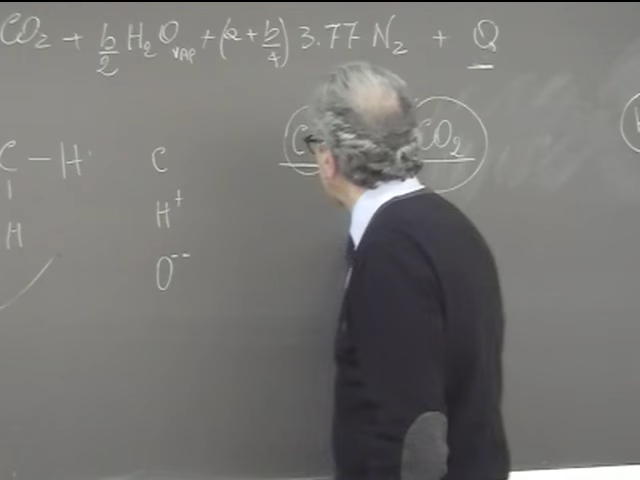 CO₂ + b/2 H₂O VAP + (a + b/4) 3.77 N₂ + Q
C – H C C CO₂
H H⁺
O⁻⁻